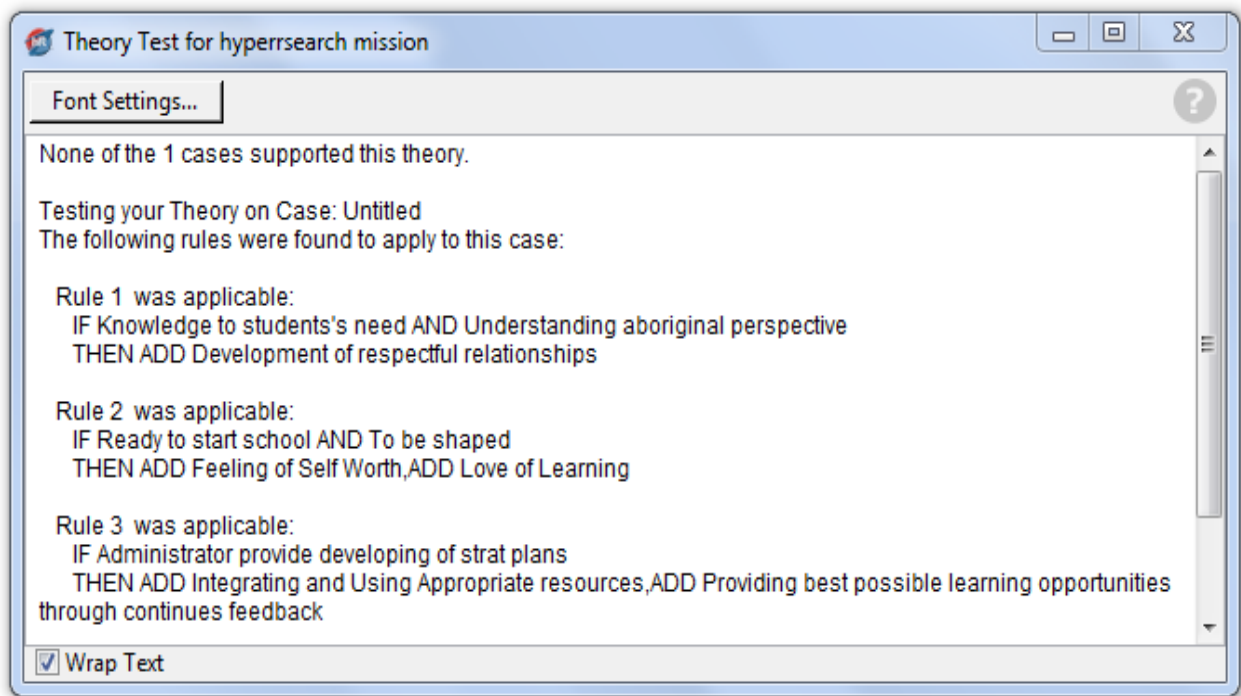 Theory Test for hyperrsearch mission
Font Settings...
?
None of the 1 cases supported this theory.
Testing your Theory on Case: Untitled
The following rules were found to apply to this case:
Rule 1 was applicable:
IF Knowledge to students's need AND Understanding aboriginal perspective
THEN ADD Development of respectful relationships
Rule 2 was applicable:
IF Ready to start school AND To be shaped
THEN ADD Feeling of Self Worth,ADD Love of Learning
Rule 3 was applicable:
IF Administrator provide developing of strat plans
THEN ADD Integrating and Using Appropriate resources,ADD Providing best possible learning opportunities
through continues feedback
Wrap Text